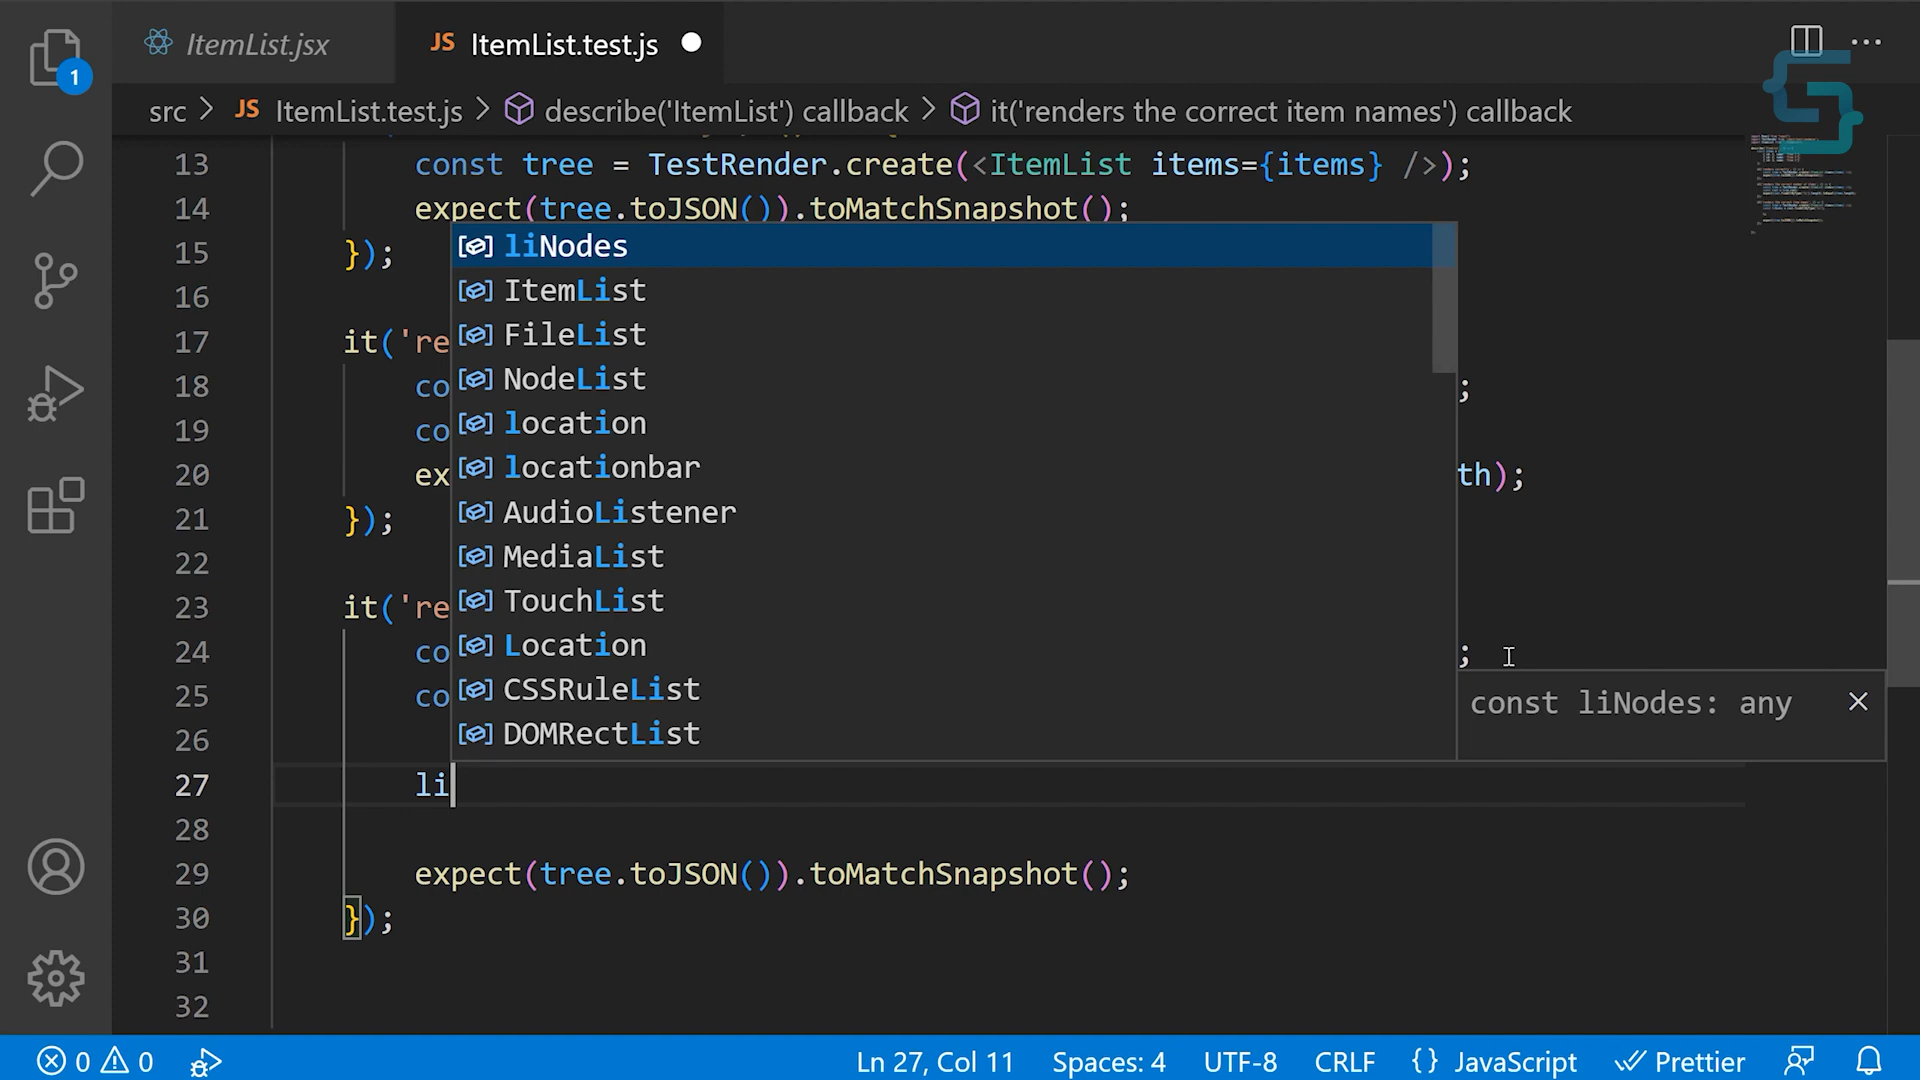 ItemList.jsx
JS ItemList.test.js
1
src > JS ItemList.test.js > describe('ItemList') callback > it('renders the correct item names') callback
13 const tree = TestRender.create(<ItemList items={items} />);
14 expect(tree.toJSON()).toMatchSnapshot();
15 });
16
17 it('re
18 co ;
19 co
20 ex th);
21 });
22
23 it('re
24 co ;
25 co
26
27 li
28
29 expect(tree.toJSON()).toMatchSnapshot();
30 });
31
32
liNodes
ItemList
FileList
NodeList
location
locationbar
AudioListener
MediaList
TouchList
Location
CSSRuleList
DOMRectList
const liNodes: any
0 0
Ln 27, Col 11 Spaces: 4 UTF-8 CRLF {} JavaScript Prettier